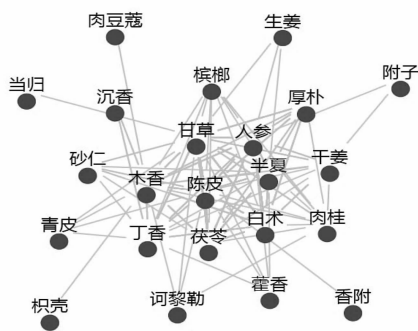 肉豆蔻
生姜
槟榔
附子
当归
沉香
厚朴
甘草
人参
砂仁
半夏
干姜
木香
陈皮
青皮
丁香
茯苓
白术
肉桂
藿香
枳壳
诃黎勒
香附